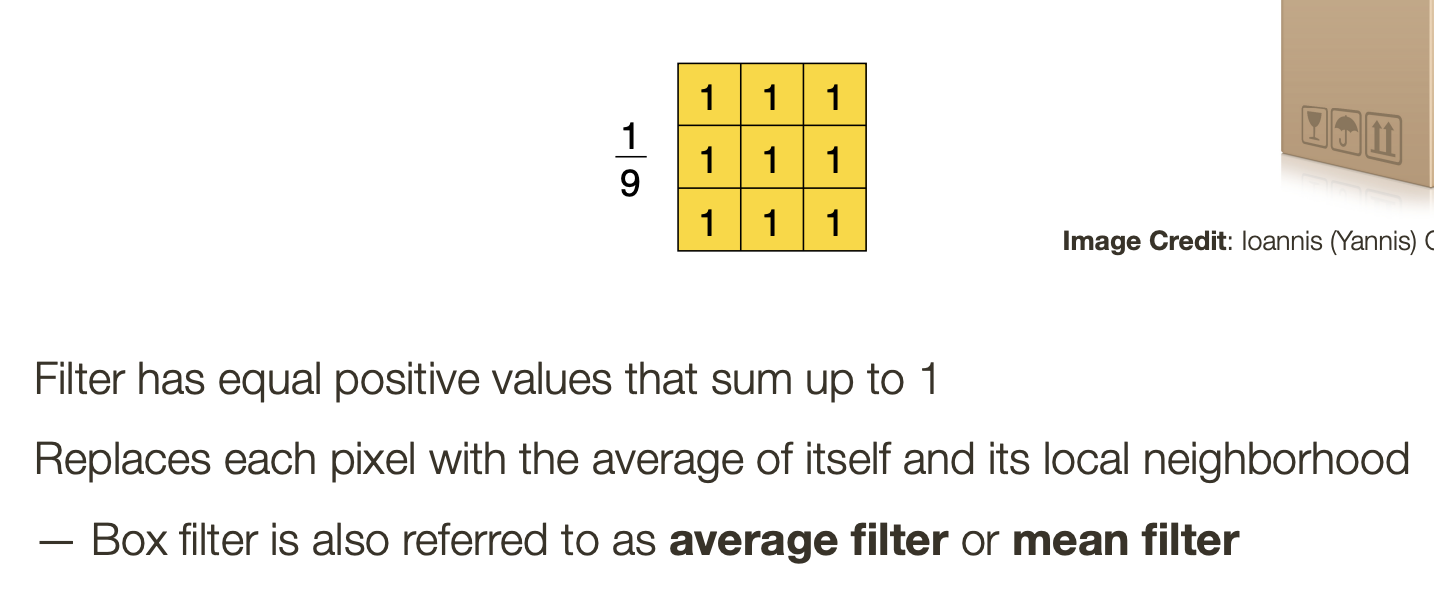 1
9
1 1 1
1 1 1
1 1 1
Image Credit: Ioannis (Yannis)
Filter has equal positive values that sum up to 1
Replaces each pixel with the average of itself and its local neighborhood
— Box filter is also referred to as average filter or mean filter